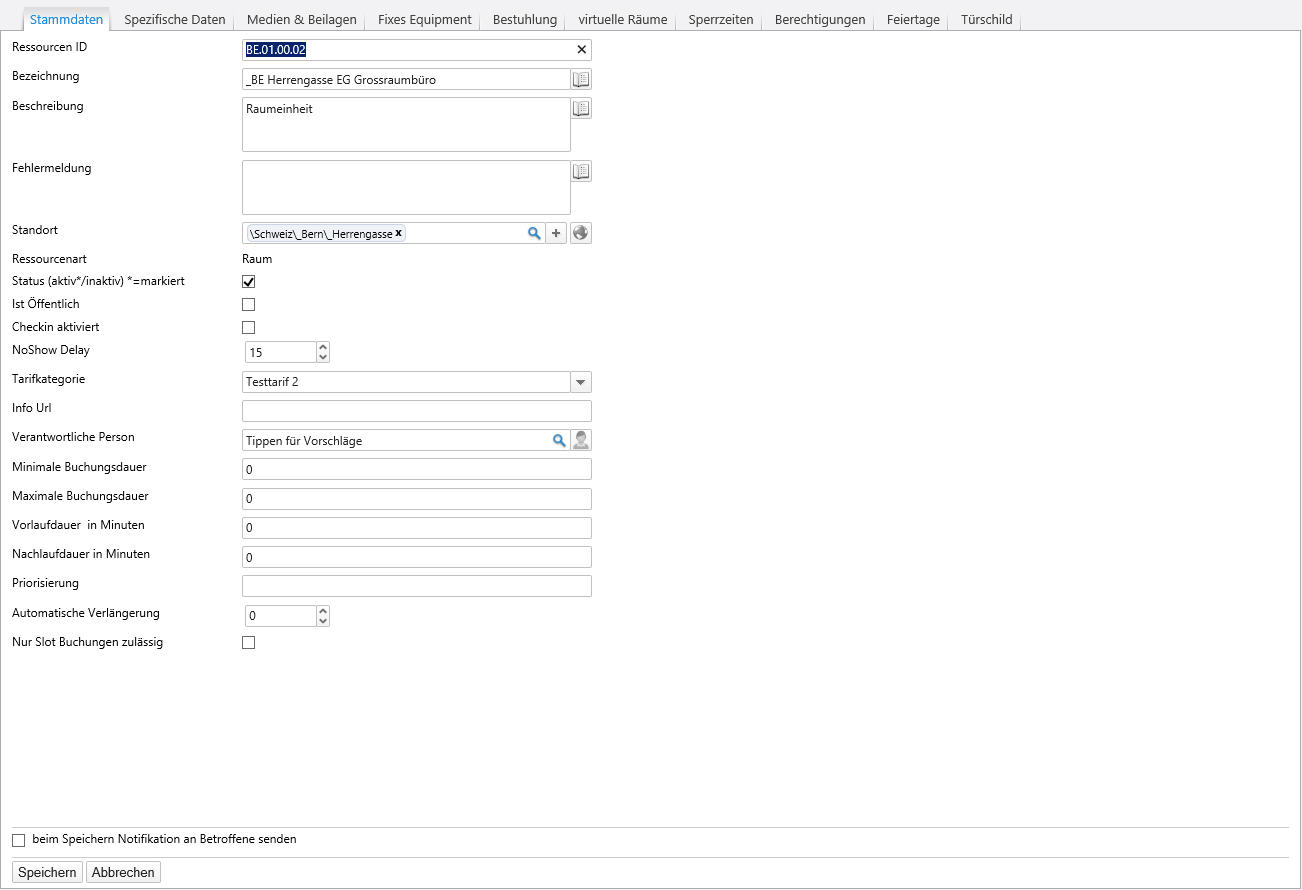 Stammdaten Spezifische Daten Medien & Beilagen Fixes Equipment Bestuhlung virtuelle Räume Sperrzeiten Berechtigungen Feiertage Türschild
Ressourcen ID BE.01.00.02
Bezeichnung _BE Herrengasse EG Grossraumbüro
Beschreibung Raumeinheit
Fehlermeldung
Standort \Schweiz\_Bern\_Herrengasse x
Ressourcenart Raum
Status (aktiv*/inaktiv) *=markiert
Ist Öffentlich
Checkin aktiviert
NoShow Delay 15
Tarifkategorie Testtarif 2
Info Url
Verantwortliche Person Tippen für Vorschläge
Minimale Buchungsdauer 0
Maximale Buchungsdauer 0
Vorlaufdauer  in Minuten 0
Nachlaufdauer in Minuten 0
Priorisierung
Automatische Verlängerung 0
Nur Slot Buchungen zulässig
beim Speichern Notifikation an Betroffene senden
Speichern Abbrechen